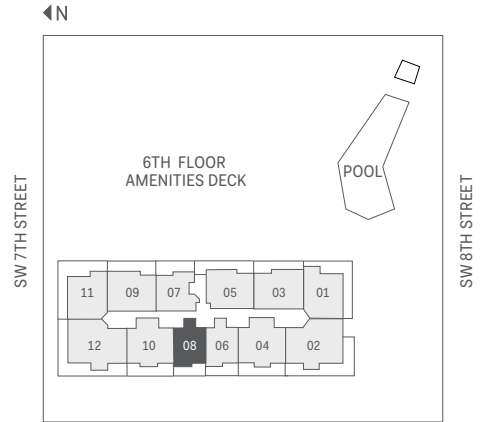 N
6TH FLOOR
AMENITIES DECK
POOL
SW 7TH STREET
SW 8TH STREET
11 09 07 05 03 01
12 10 08 06 04 02